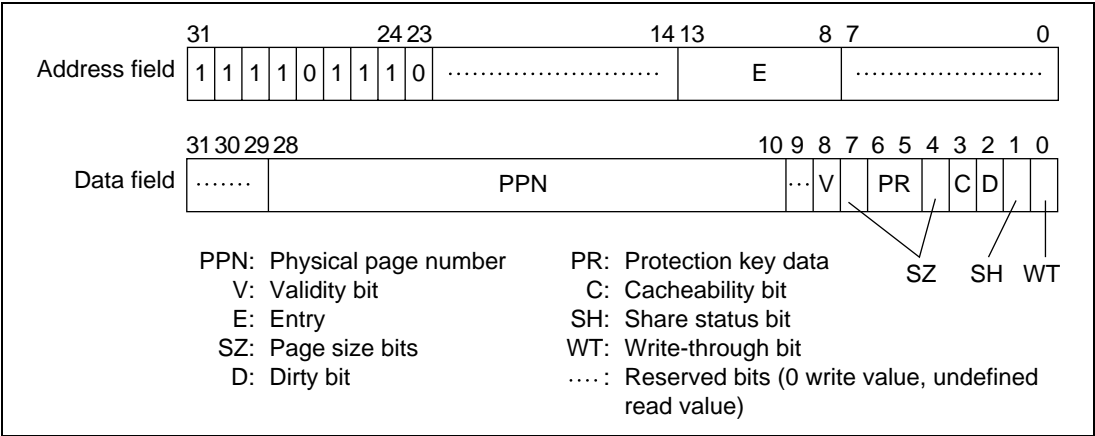 31 24 23 14 13 8 7 0
Address field 1 1 1 1 0 1 1 1 0 ........................... E ........................
31 30 29 28 10 9 8 7 6 5 4 3 2 1 0
Data field ....... PPN ... V PR C D
SZ SH WT
PPN: Physical page number PR: Protection key data
V: Validity bit C: Cacheability bit
E: Entry SH: Share status bit
SZ: Page size bits WT: Write-through bit
D: Dirty bit ....: Reserved bits (0 write value, undefined
read value)